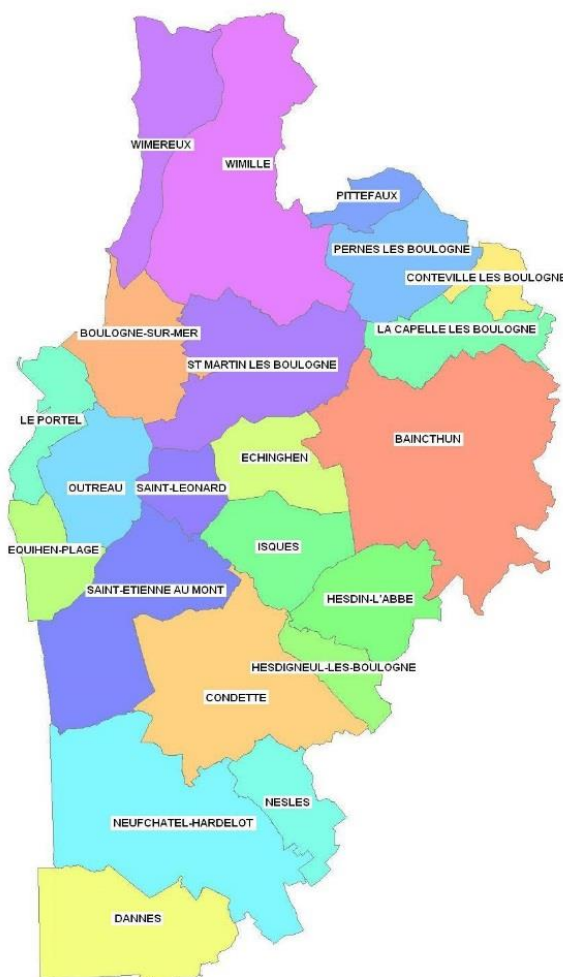 WIMEREUX
WIMILLE
PITTEFAUX
PERNES LES BOULOGNE
CONTEVILLE LES BOULOGNE
BOULOGNE-SUR-MER
LA CAPELLE LES BOULOGNE
ST MARTIN LES BOULOGNE
LE PORTEL
BAINCTHUN
ECHINGHEN
OUTREAU
SAINT-LEONARD
ISQUES
EQUIHEN-PLAGE
SAINT-ETIENNE AU MONT
HESDIN-L'ABBE
HESDIGNEUL-LES-BOULOGNE
CONDETTE
NESLES
NEUFCHATEL-HARDELOT
DANNES